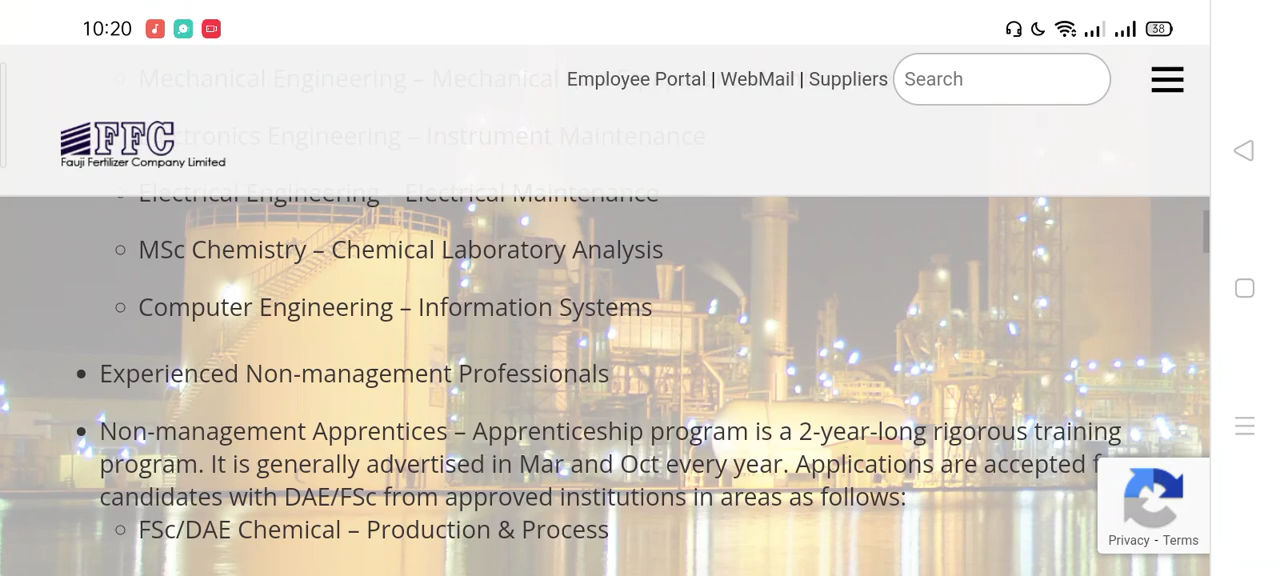 10:20
38
Mechanical Engineering – Mechanical
Employee Portal | WebMail | Suppliers
Search
FFC
Fauji Fertilizer Company Limited
ctronics Engineering – Instrument Maintenance
Electrical Engineering – Electrical Maintenance
MSc Chemistry – Chemical Laboratory Analysis
Computer Engineering – Information Systems
Experienced Non-management Professionals
Non-management Apprentices – Apprenticeship program is a 2-year-long rigorous training
program. It is generally advertised in Mar and Oct every year. Applications are accepted f
candidates with DAE/FSc from approved institutions in areas as follows:
FSc/DAE Chemical – Production & Process
Privacy - Terms